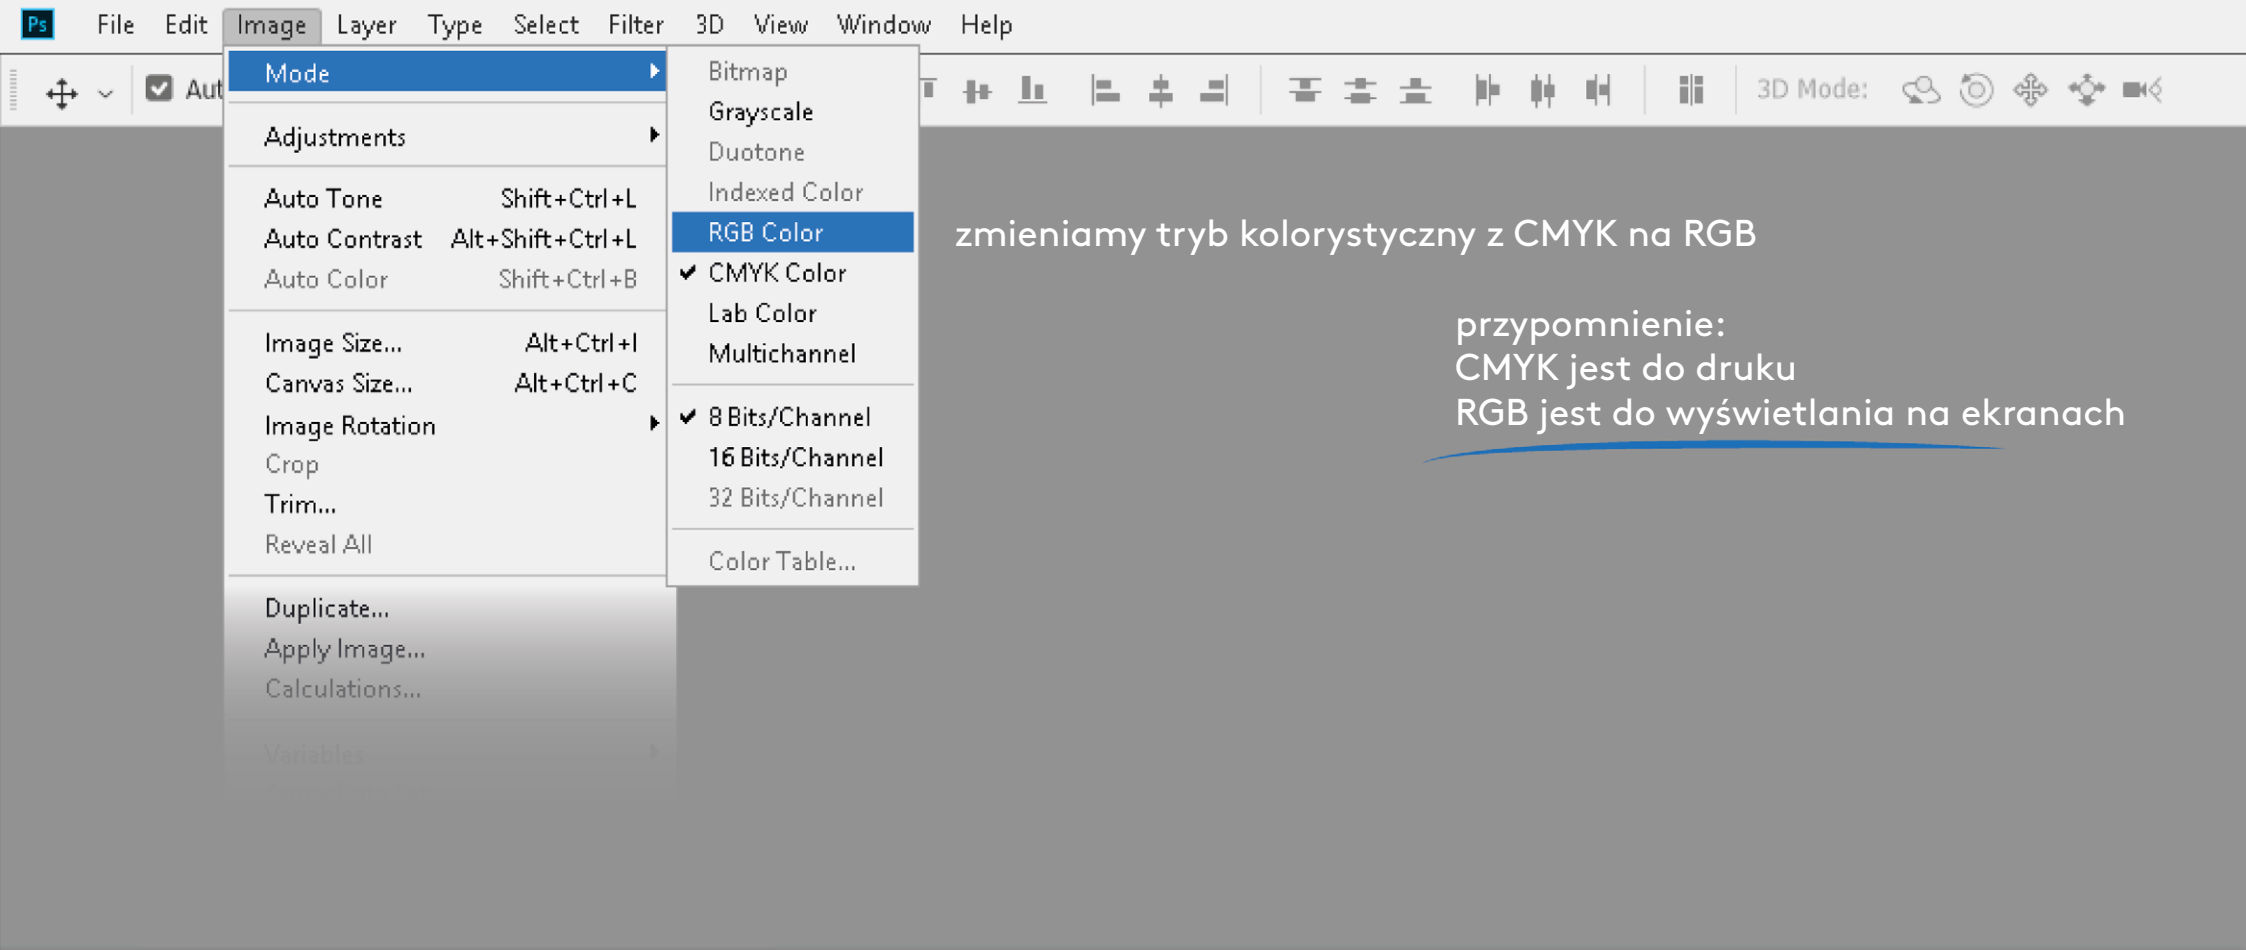 Ps File Edit Image Layer Type Select Filter 3D View Window Help
Aut
3D Mode:
Mode
Adjustments
Auto Tone Shift+Ctrl+L
Auto Contrast Alt+Shift+Ctrl+L
Auto Color Shift+Ctrl+B
Image Size... Alt+Ctrl+I
Canvas Size... Alt+Ctrl+C
Image Rotation
Crop
Trim...
Reveal All
Duplicate...
Apply Image...
Calculations...
Variables
Bitmap
Grayscale
Duotone
Indexed Color
RGB Color
CMYK Color
Lab Color
Multichannel
8 Bits/Channel
16 Bits/Channel
32 Bits/Channel
Color Table...
zmieniamy tryb kolorystyczny z CMYK na RGB
przypomnienie:
CMYK jest do druku
RGB jest do wyświetlania na ekranach